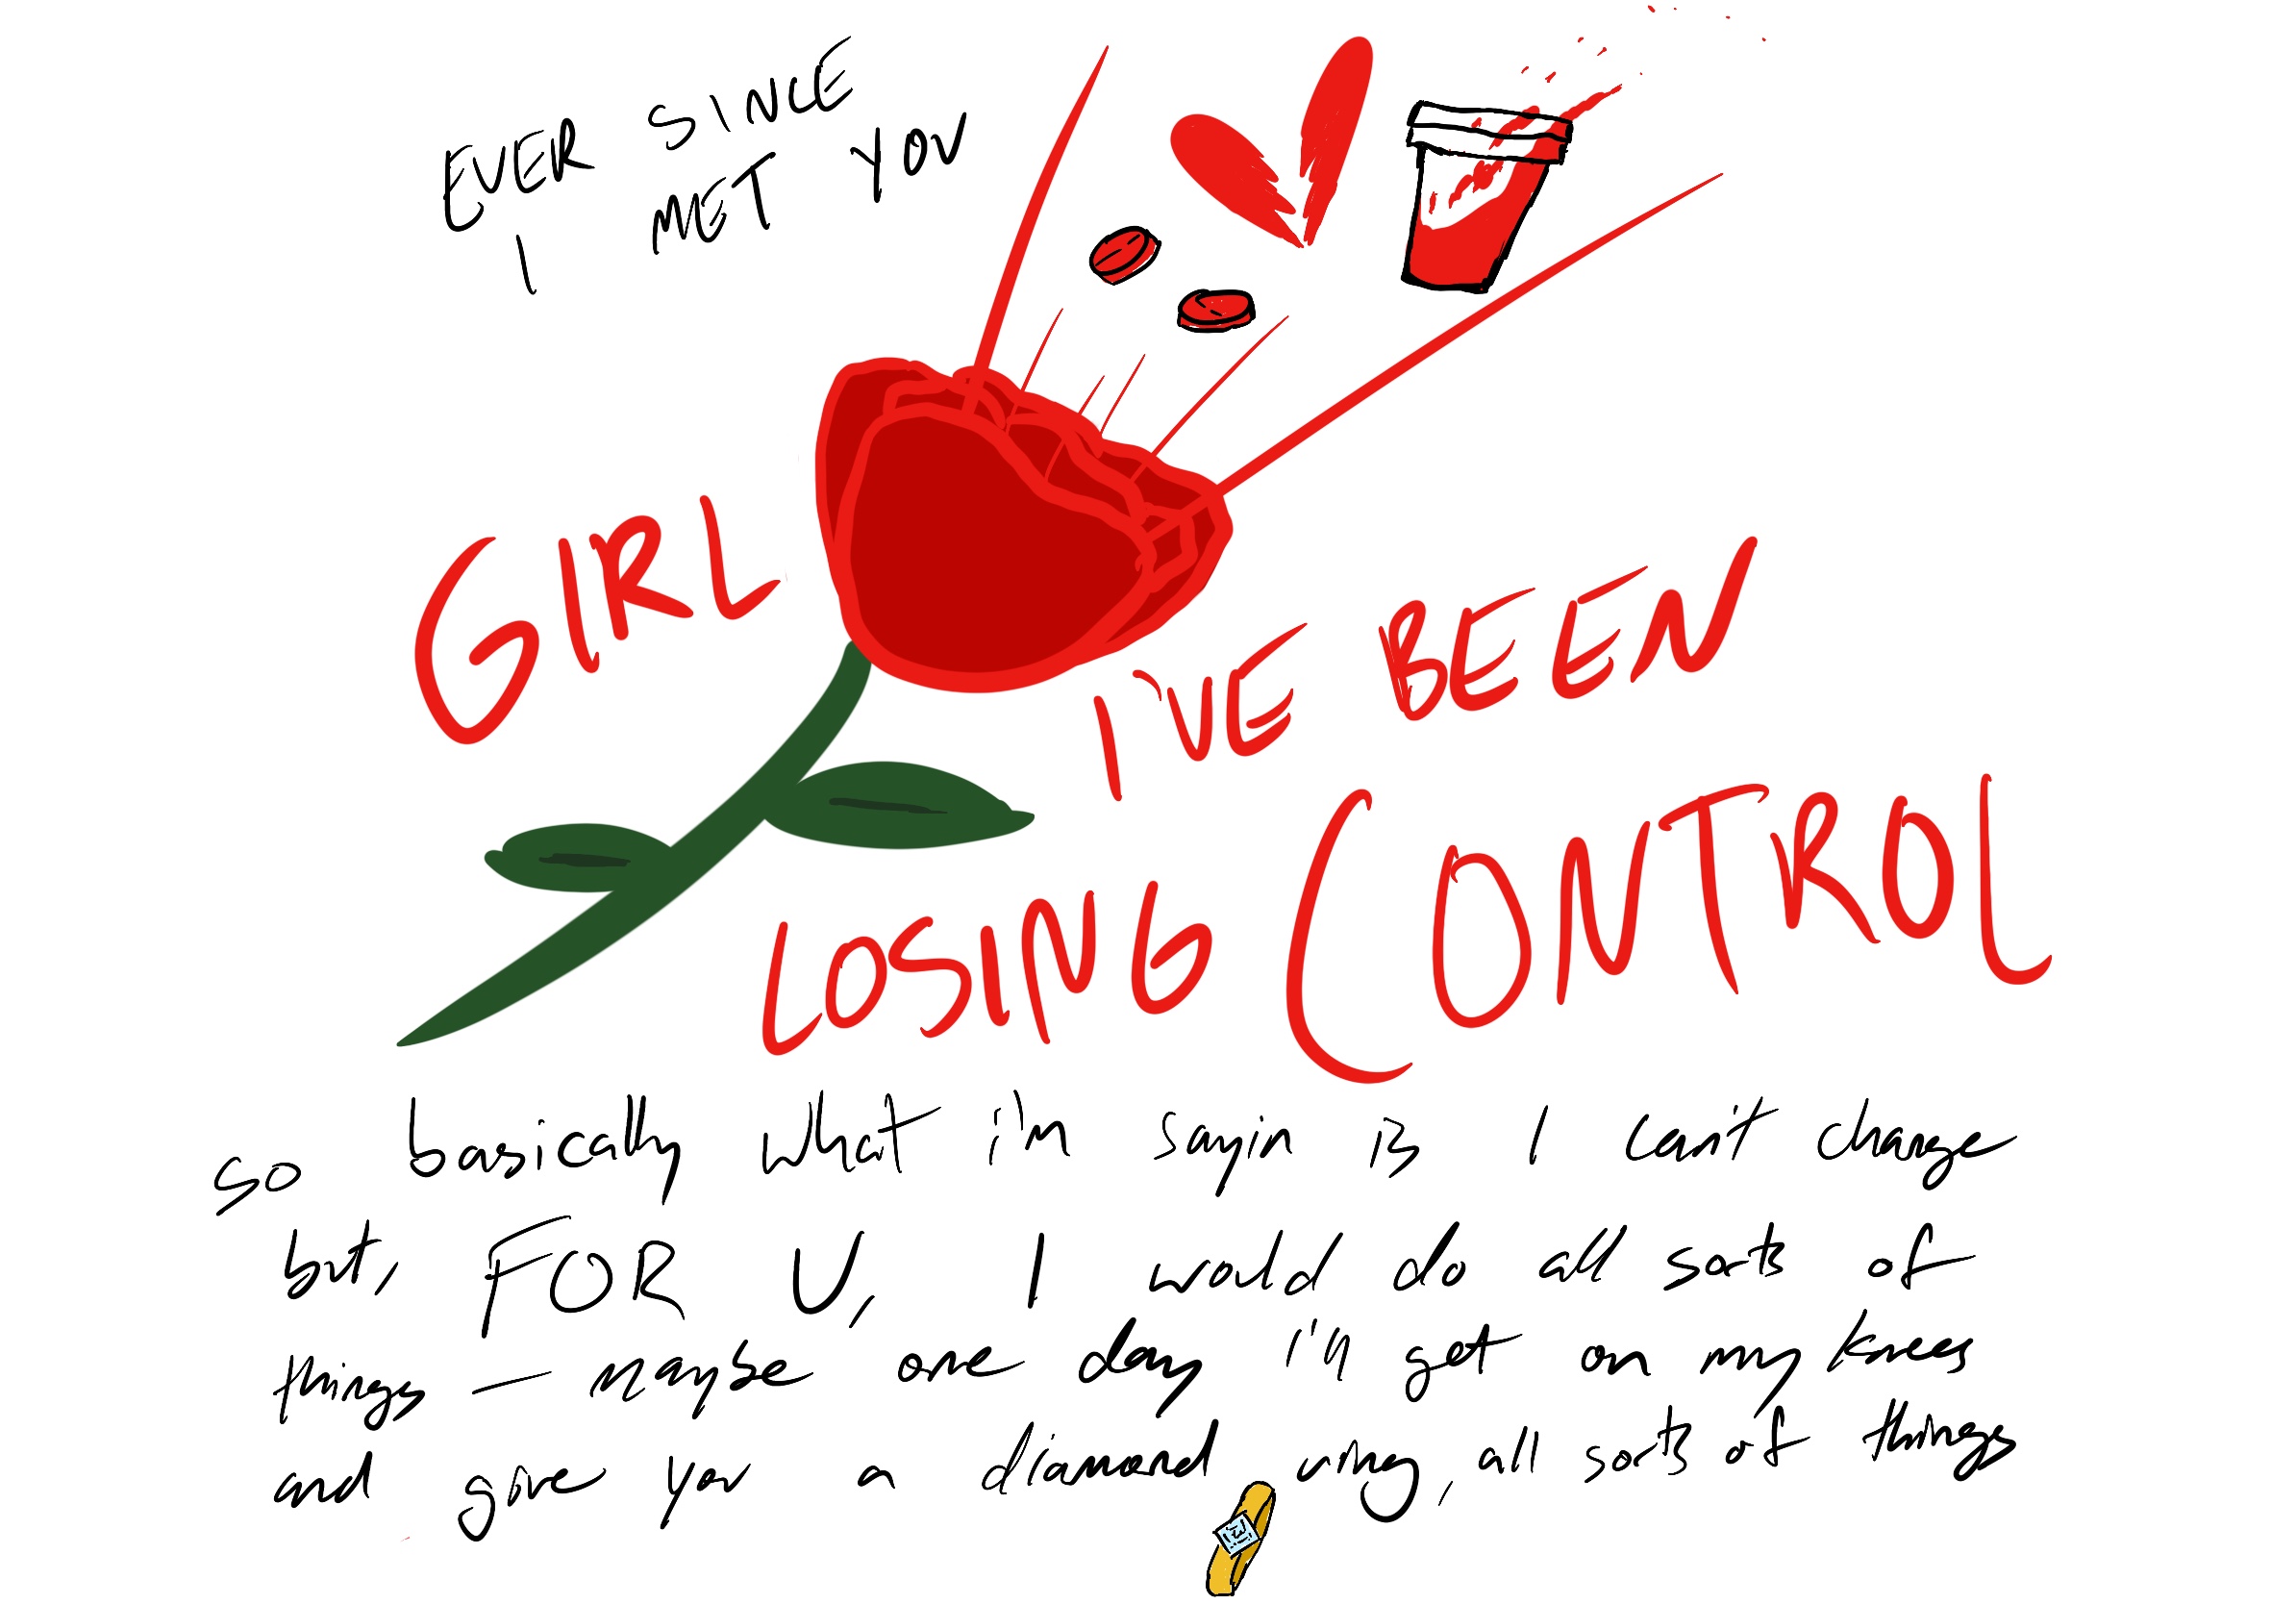 EVER SINCE
I MET YOU
GIRL
I'VE BEEN
LOSING CONTROL
so basically what i'm sayin is I can't change
but, FOR U, I would do all sorts of
things — maybe one day i'll get on my knees
and give you a diamond ring, all sorts of things